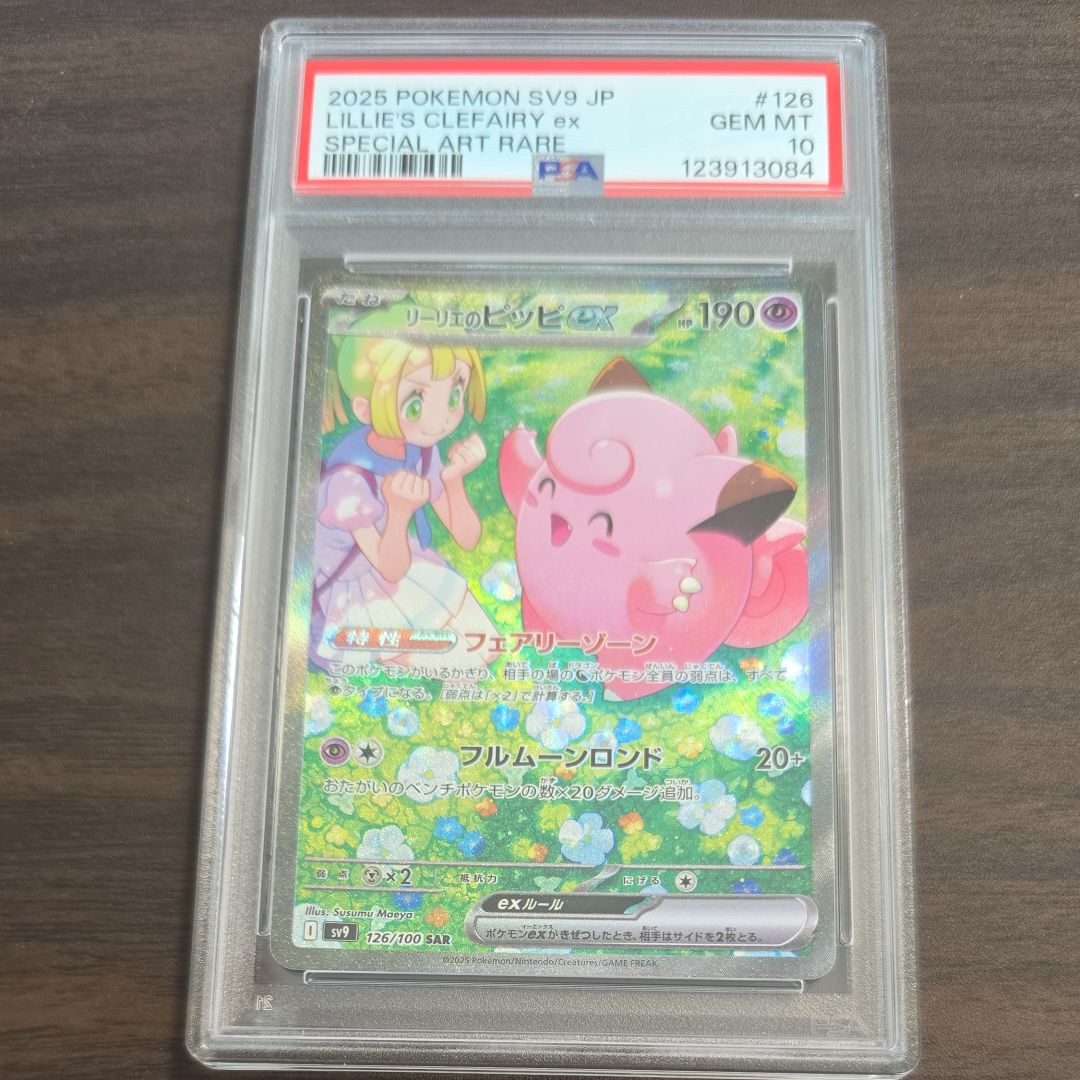 2025 POKEMON SV9 JP #126
LILLIE'S CLEFAIRY ex GEM MT
SPECIAL ART RARE 10
PSA 123913084
たね リーリエのピッピex HP 190
特性 フェアリーゾーン
このポケモンがいるかぎり、相手の場のポケモン全員の弱点は、すべて
タイプになる。[弱点は「×2」で計算する。]
フルムーンロンド 20+
おたがいのベンチポケモンの数×20ダメージ追加。
弱点 ×2 抵抗力 にげる
exルール
ポケモンexがきぜつしたとき、相手はサイドを2枚とる。
Illus. Susumu Maeya
I SV9 126/100 SAR
©2025 Pokémon/Nintendo/Creatures/GAME FREAK.